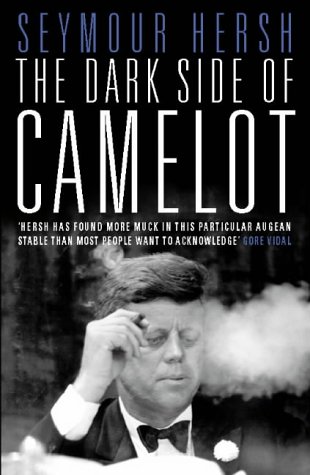 SEYMOUR HERSH
THE DARK SIDE OF
CAMELOT
'HERSH HAS FOUND MORE MUCK IN THIS PARTICULAR AUGEAN
STABLE THAN MOST PEOPLE WANT TO ACKNOWLEDGE' GORE VIDAL